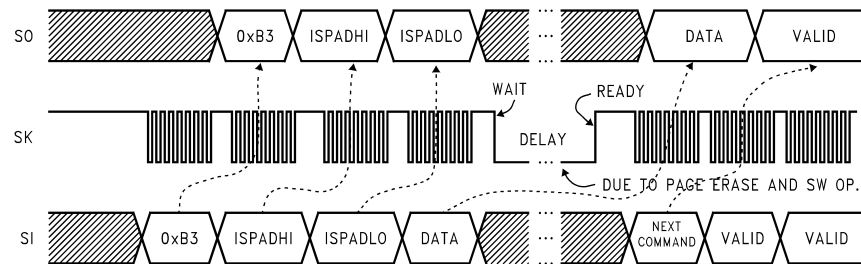 SO 0xB3 ISPADHI ISPADLO ... DATA VALID
WAIT
READY
SK DELAY
...
DUE TO PAGE ERASE AND SW OP.
SI 0xB3 ISPADHI ISPADLO DATA ... NEXT COMMAND VALID VALID